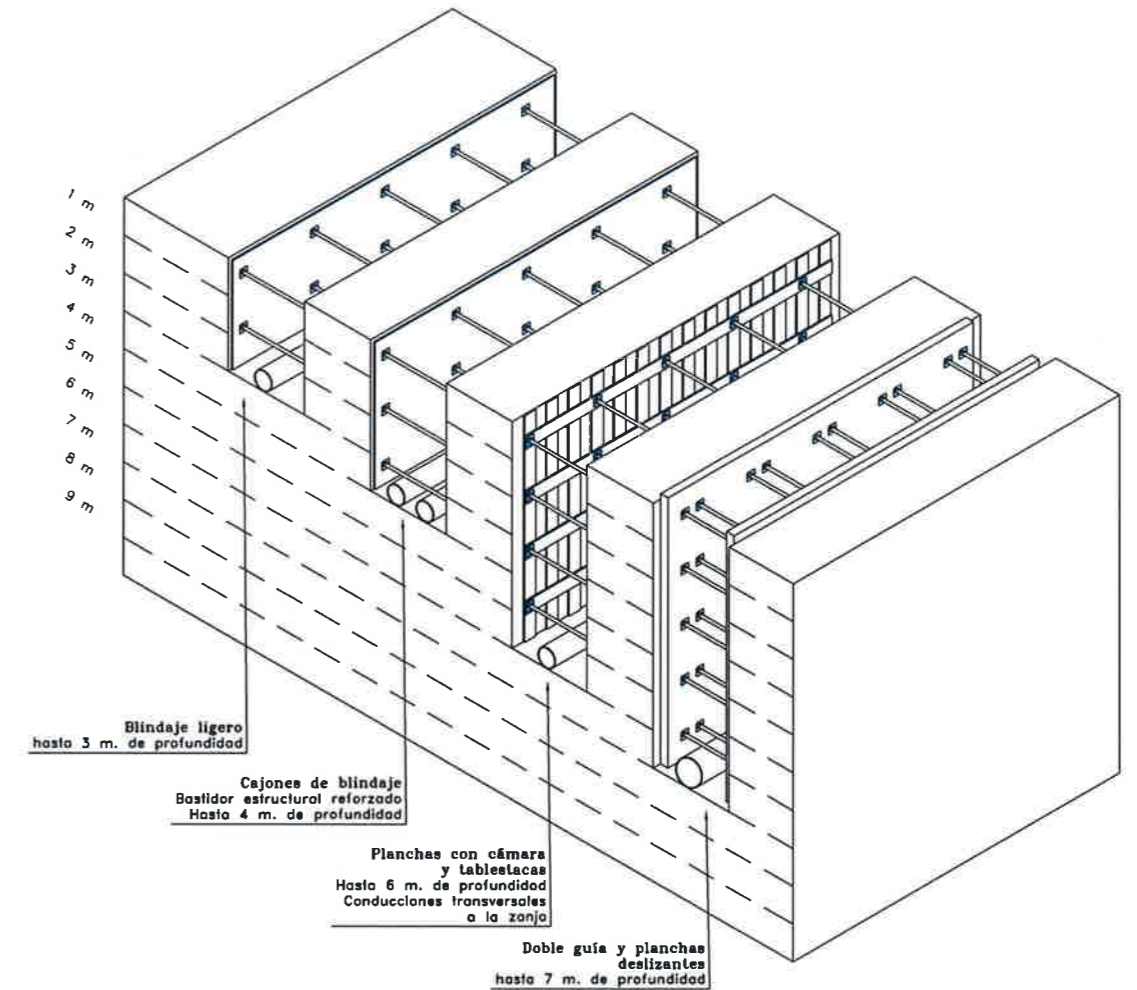 1 m
2 m
3 m
4 m
5 m
6 m
7 m
8 m
9 m
Blindaje ligero
hasta 3 m. de profundidad
Cajones de blindaje
Bastidor estructural reforzado
Hasta 4 m. de profundidad
Planchas con cámara
y tablestacas
Hasta 6 m. de profundidad
Conducciones transversales
a la zanja
Doble guía y planchas
deslizantes
hasta 7 m. de profundidad